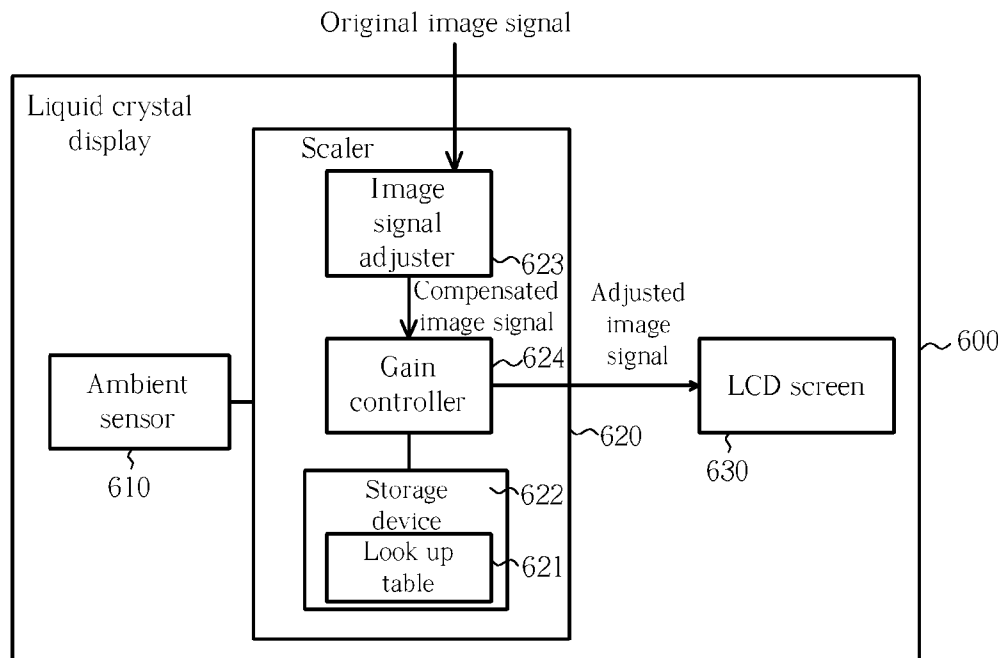 Original image signal
Liquid crystal
display
Scaler
Image
signal
adjuster
623
Compensated
image signal
Adjusted
image
signal
600
Ambient
sensor
610
Gain
controller
624
620
LCD screen
630
Storage
device
622
Look up
table
621